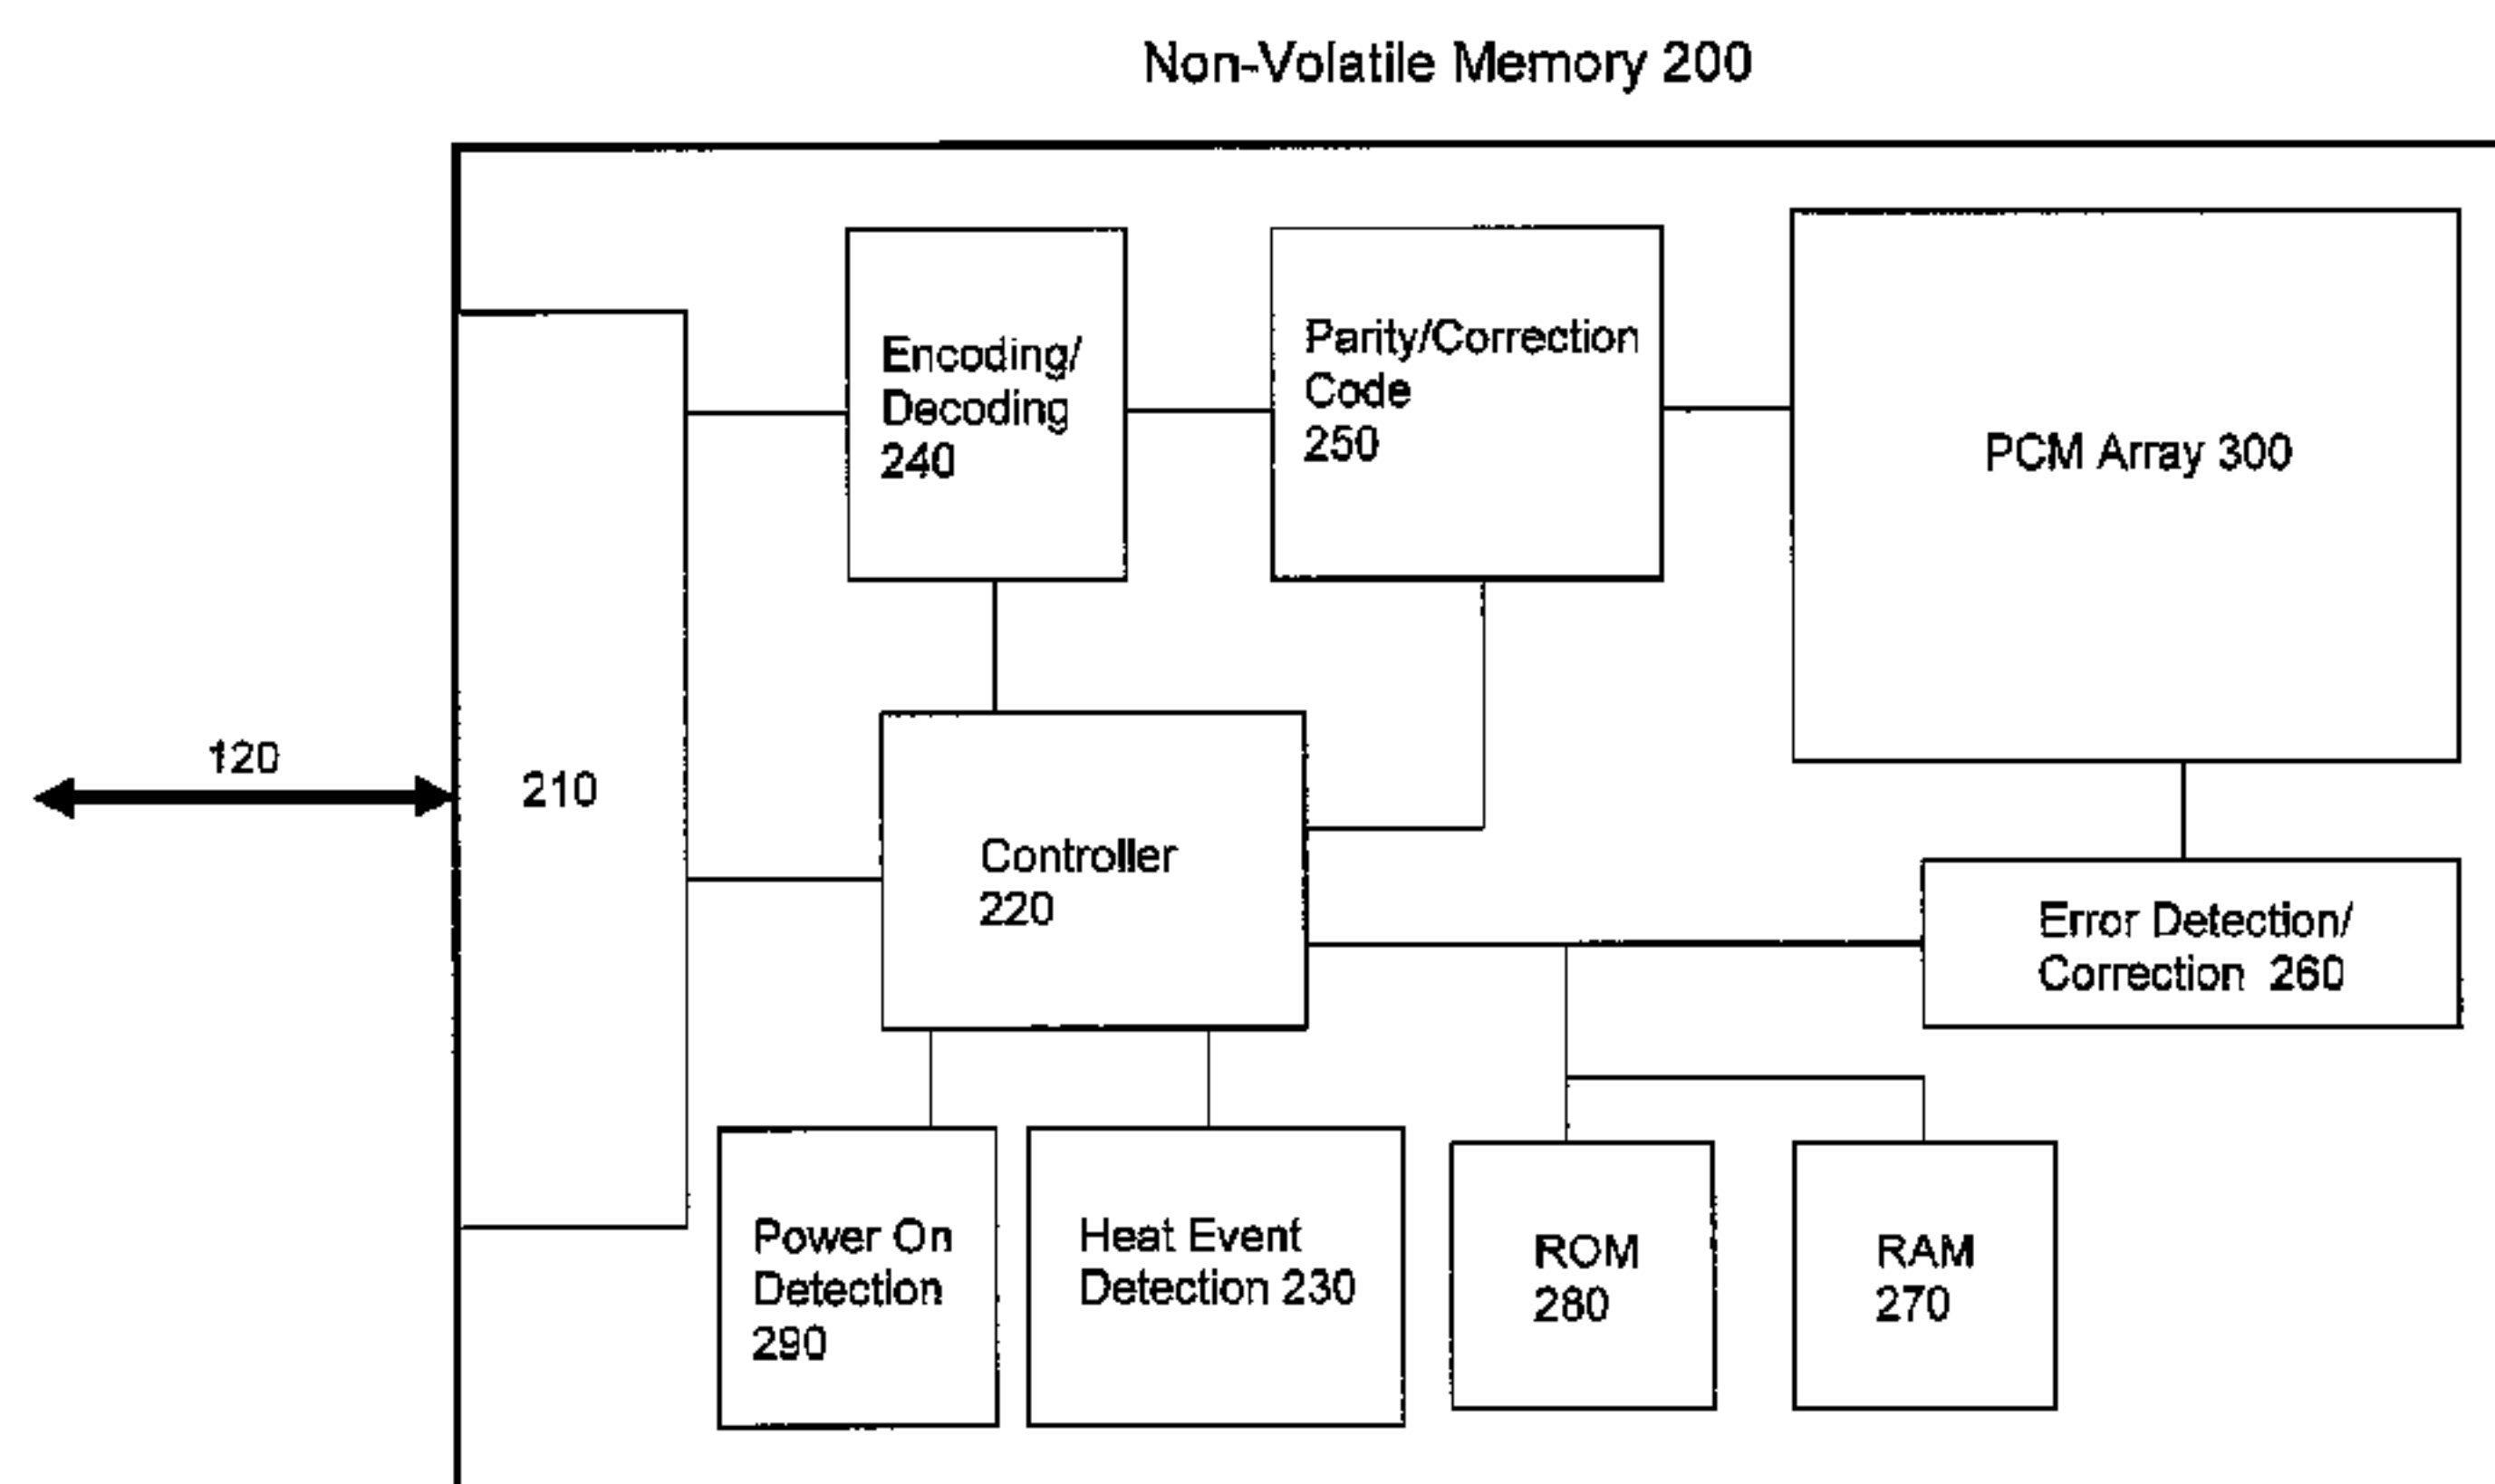 Non-Volatile Memory 200
Encoding/
Decoding
240
Parity/Correction
Code
250
PCM Array 300
120
210
Controller
220
Error Detection/
Correction 260
Power On
Detection
290
Heat Event
Detection 230
ROM
280
RAM
270